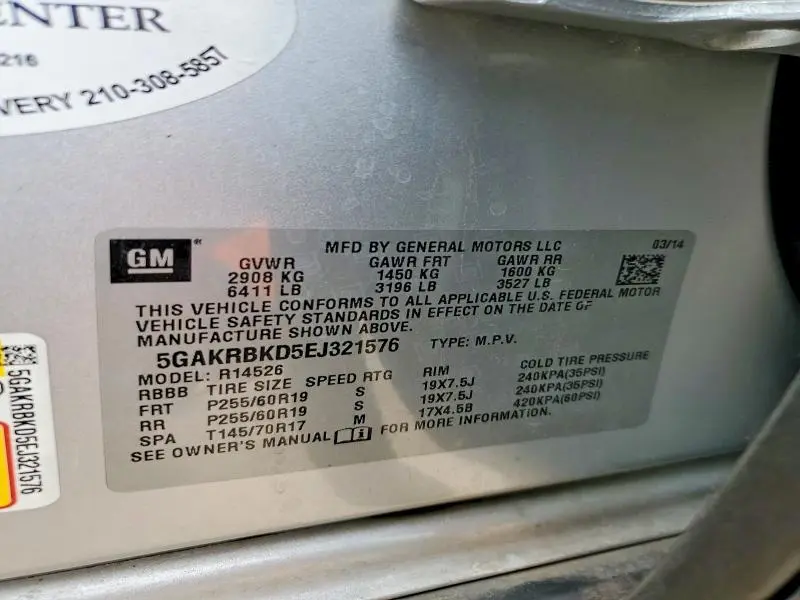 ENTER
216
VERY 210-308-5857
GM
MFD BY GENERAL MOTORS LLC
03/14
GVWR GAWR FRT GAWR RR
2908 KG 1450 KG 1600 KG
6411 LB 3196 LB 3527 LB
THIS VEHICLE CONFORMS TO ALL APPLICABLE U.S. FEDERAL MOTOR
VEHICLE SAFETY STANDARDS IN EFFECT ON THE DATE OF
MANUFACTURE SHOWN ABOVE.
5GAKRBKD5EJ321576 TYPE: M.P.V.
MODEL: R14526
RBBB TIRE SIZE SPEED RTG RIM COLD TIRE PRESSURE
FRT P255/60R19 S 19X7.5J 240KPA(35PSI)
RR P255/60R19 S 19X7.5J 240KPA(35PSI)
SPA T145/70R17 M 17X4.5B 420KPA(60PSI)
SEE OWNER'S MANUAL FOR MORE INFORMATION.
5GAKRBKD5EJ321576